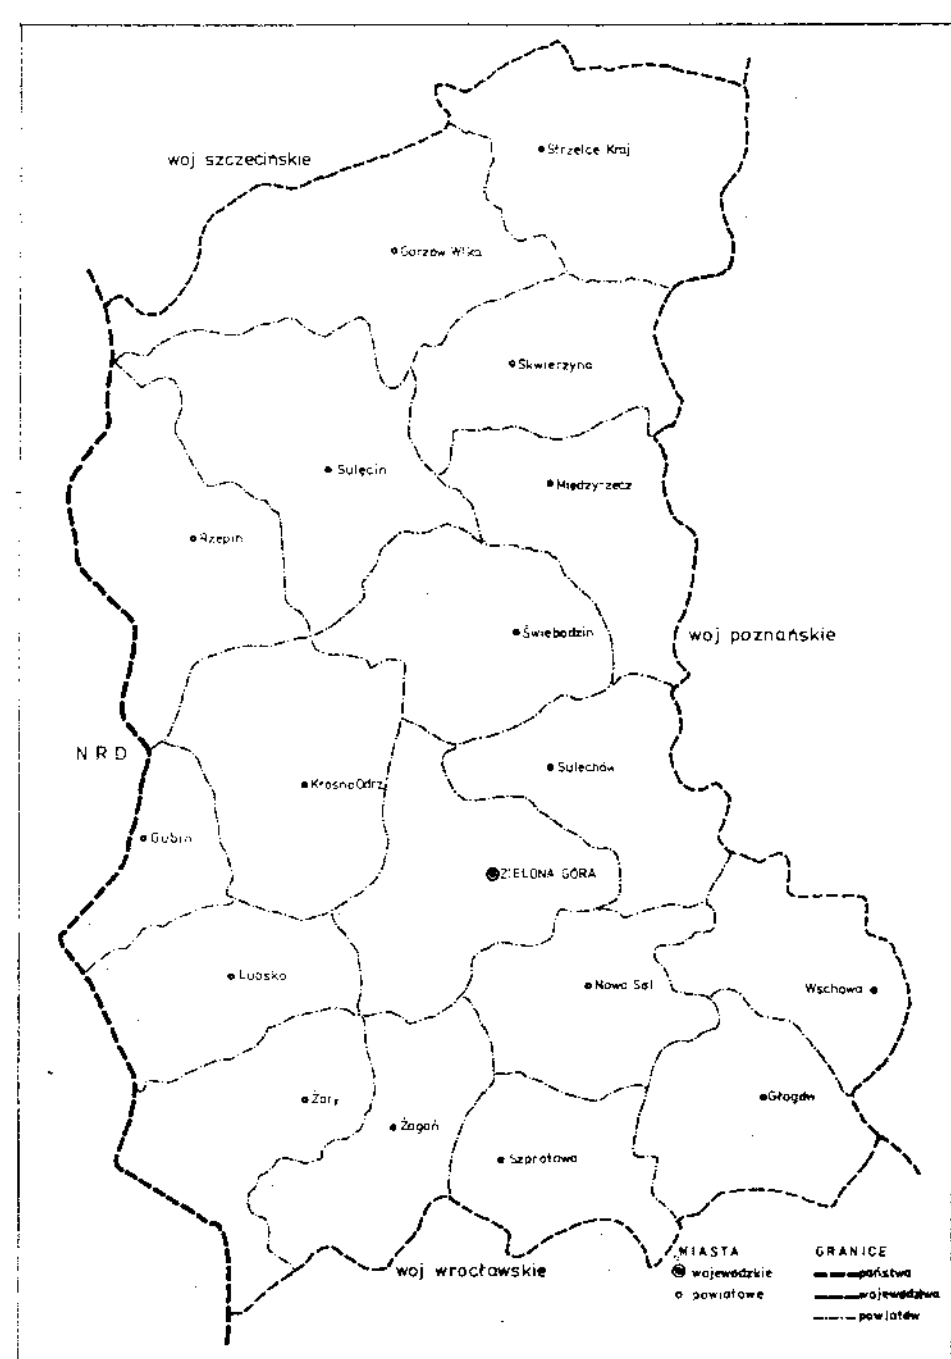 Strzelce Kraj
woj szczecińskie
Gorzów Wlka
Skwierzyna
Sulęcin
Międzyrzecz
Rzepin
Świebodzin
woj poznańskie
NRD
Sulechów
Krosno Odrz
Gubin
ZIELONA GÓRA
Lubsko
Nowa Sól
Wschowa
Żary
Głogów
Żagań
Szprotawa
MIASTA
GRANICE
woj wrocławskie
wojewódzkie
państwa
powiatowe
województwa
powiatów